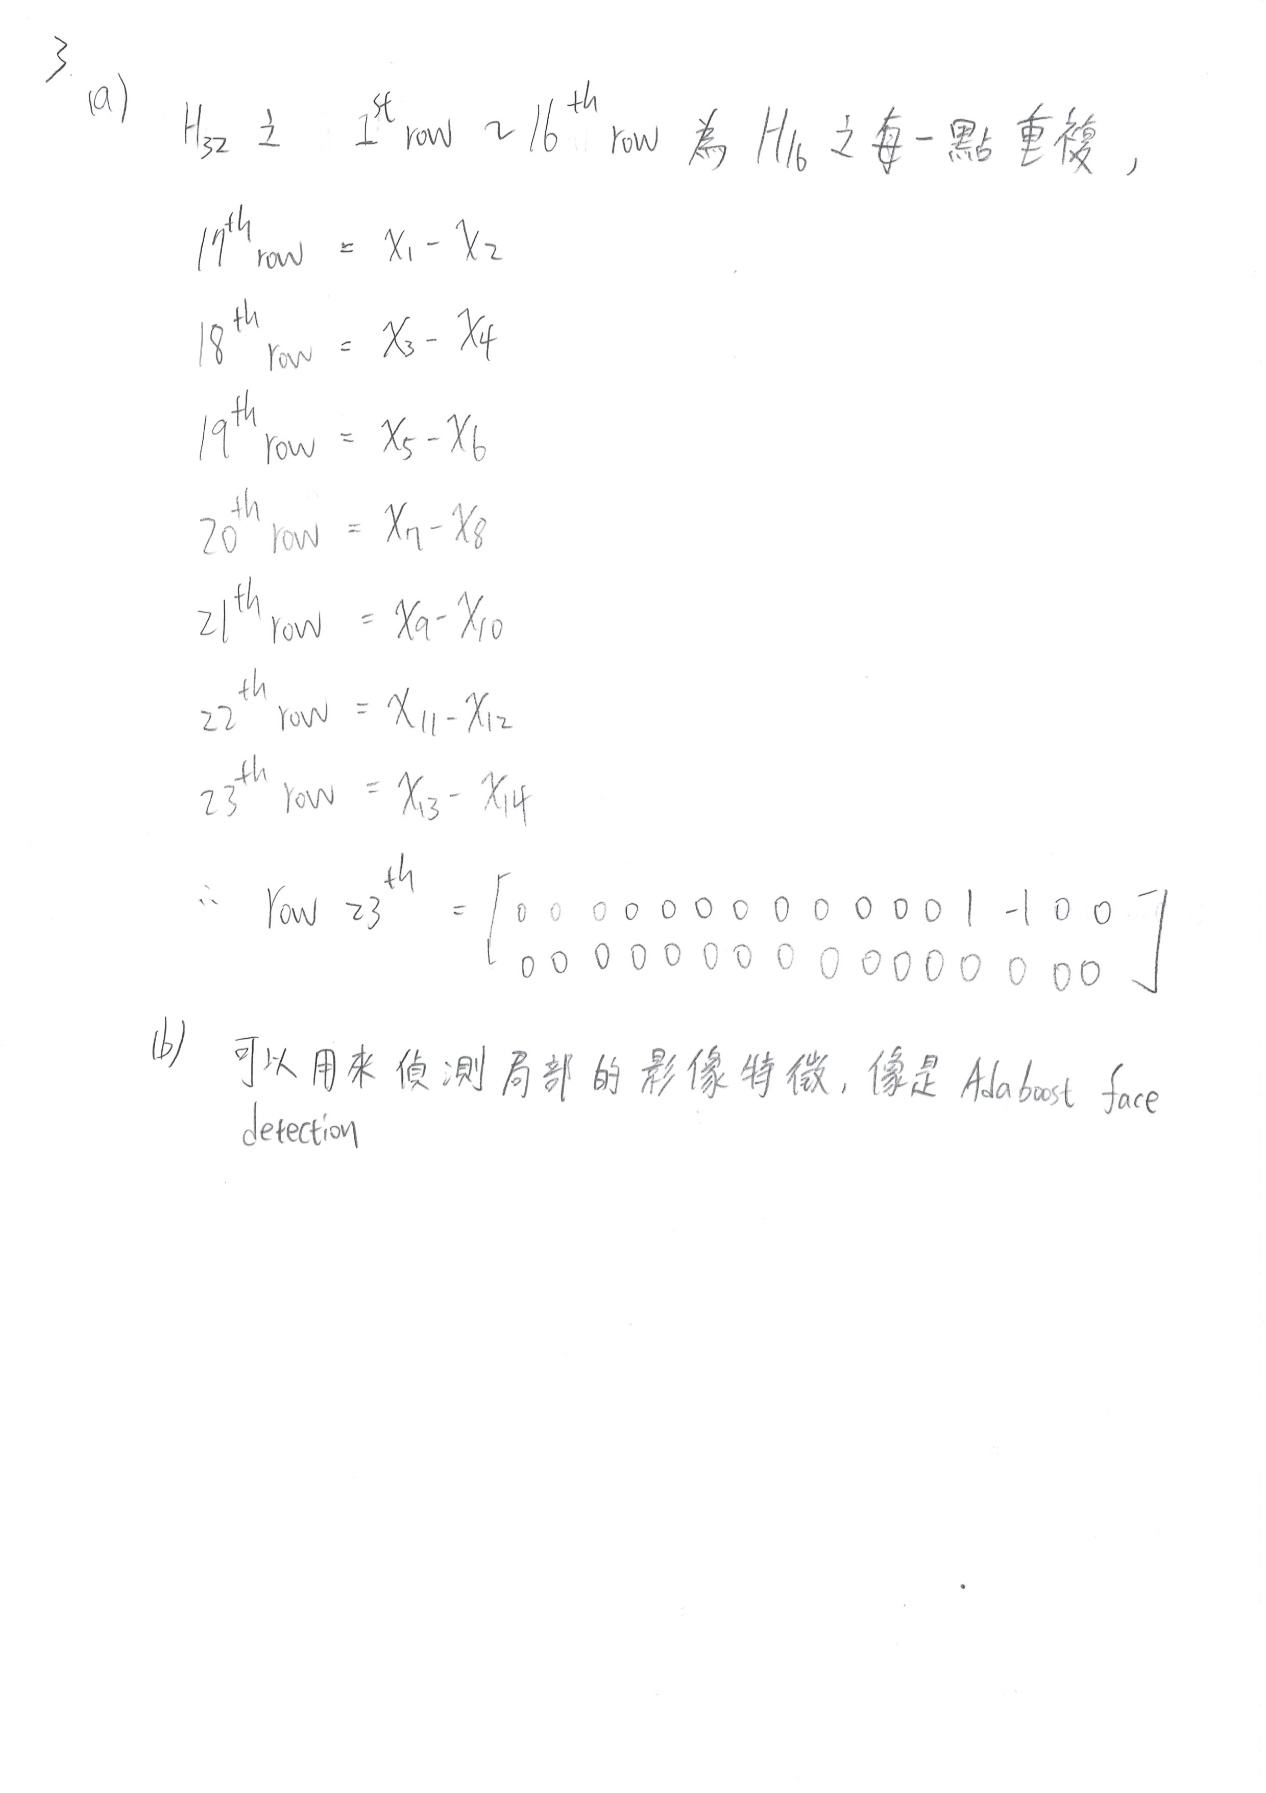 3.
(a) H32 之 1st row ~ 16th row 為 H16 之每一點重複,
17th row = X1 - X2
18th row = X3 - X4
19th row = X5 - X6
20th row = X7 - X8
21th row = X9 - X10
22th row = X11 - X12
23th row = X13 - X14
∴ row 23th = [ 0 0 0 0 0 0 0 0 0 0 0 0 1 -1 0 0
0 0 0 0 0 0 0 0 0 0 0 0 0 0 0 0 ]
(b) 可以用來偵測局部的影像特徵, 像是 Adaboost face
detection